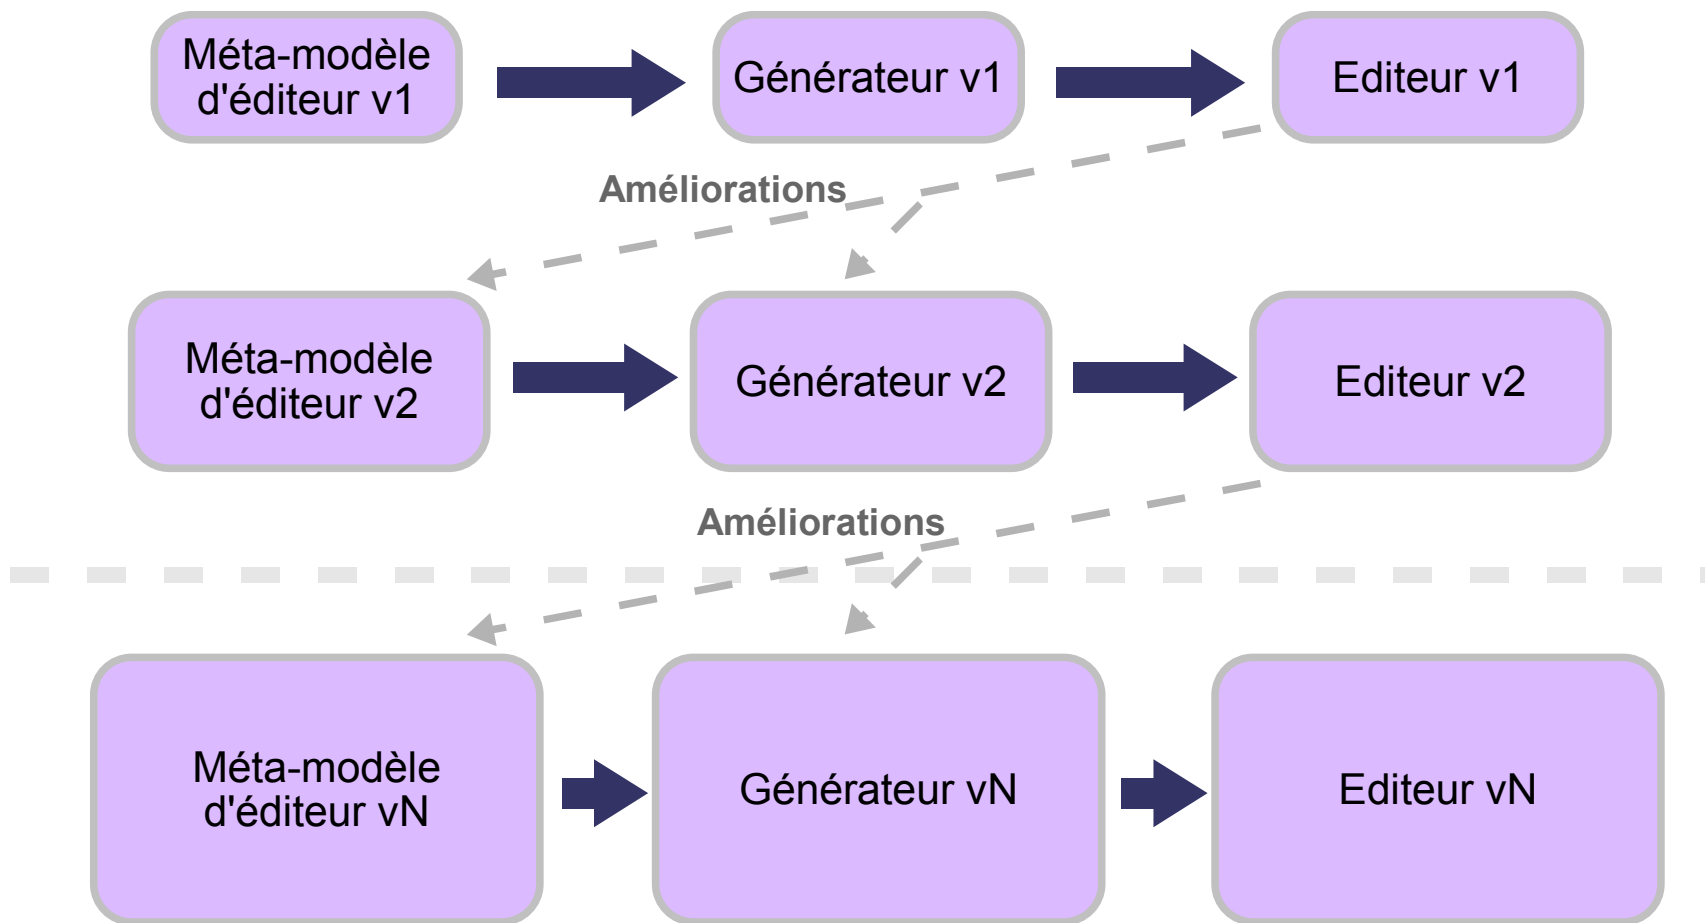 Méta-modèle
d'éditeur v1
Générateur v1
Editeur v1
Améliorations
Méta-modèle
d'éditeur v2
Générateur v2
Editeur v2
Améliorations
Méta-modèle
d'éditeur vN
Générateur vN
Editeur vN